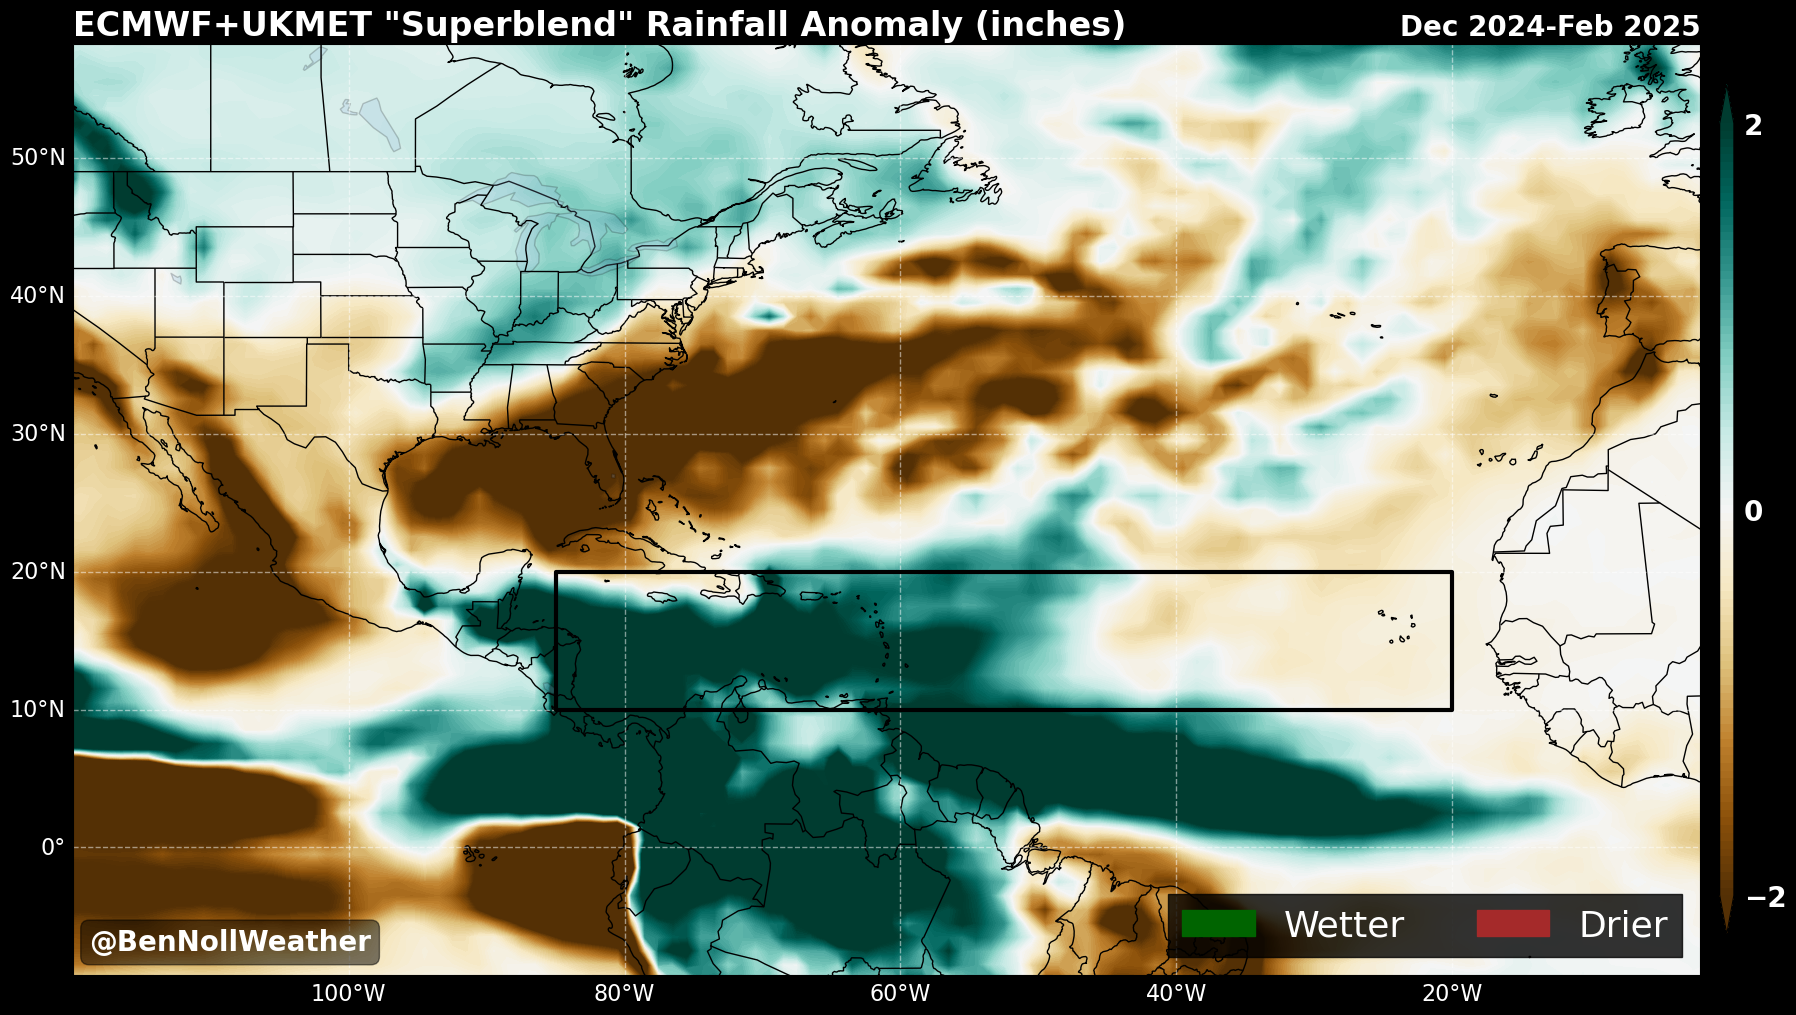 ECMWF+UKMET "Superblend" Rainfall Anomaly (inches)
Dec 2024-Feb 2025
50°N
40°N
30°N
20°N
10°N
0°
2
0
−2
@BenNollWeather
Wetter
Drier
100°W
80°W
60°W
40°W
20°W